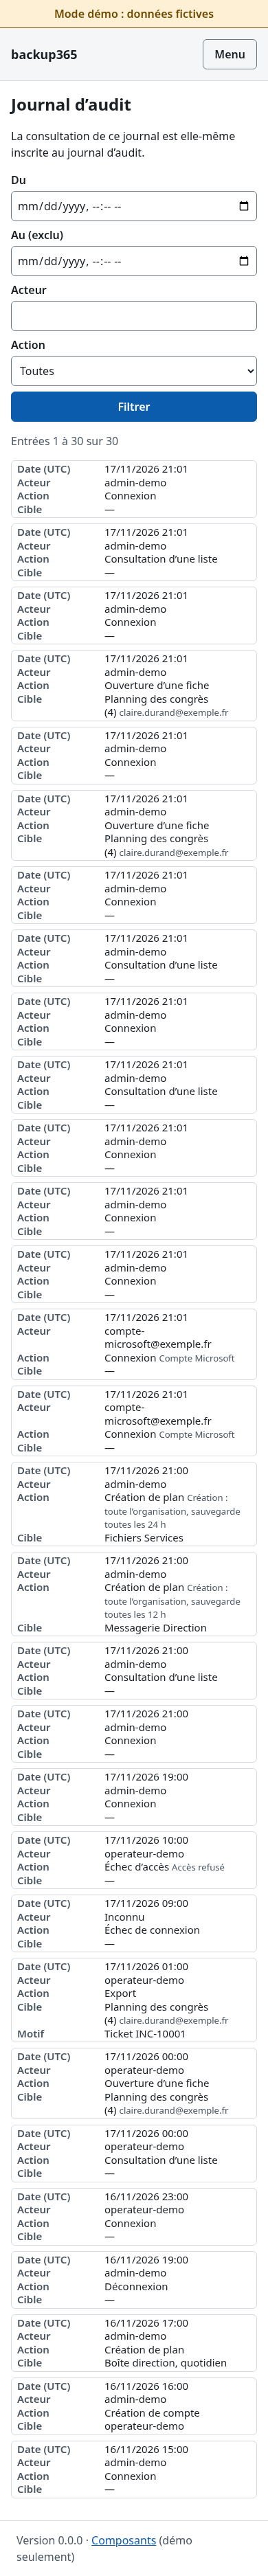 Mode démo : données fictives
backup365
Menu
Journal d’audit
La consultation de ce journal est elle-même
inscrite au journal d’audit.
Du
mm/dd/yyyy, --:-- --
Au (exclu)
mm/dd/yyyy, --:-- --
Acteur
Action
Toutes
Filtrer
Entrées 1 à 30 sur 30
Date (UTC) 17/11/2026 21:01
Acteur admin-demo
Action Connexion
Cible —
Date (UTC) 17/11/2026 21:01
Acteur admin-demo
Action Consultation d’une liste
Cible —
Date (UTC) 17/11/2026 21:01
Acteur admin-demo
Action Connexion
Cible —
Date (UTC) 17/11/2026 21:01
Acteur admin-demo
Action Ouverture d’une fiche
Cible Planning des congrès
(4) claire.durand@exemple.fr
Date (UTC) 17/11/2026 21:01
Acteur admin-demo
Action Connexion
Cible —
Date (UTC) 17/11/2026 21:01
Acteur admin-demo
Action Ouverture d’une fiche
Cible Planning des congrès
(4) claire.durand@exemple.fr
Date (UTC) 17/11/2026 21:01
Acteur admin-demo
Action Connexion
Cible —
Date (UTC) 17/11/2026 21:01
Acteur admin-demo
Action Consultation d’une liste
Cible —
Date (UTC) 17/11/2026 21:01
Acteur admin-demo
Action Connexion
Cible —
Date (UTC) 17/11/2026 21:01
Acteur admin-demo
Action Consultation d’une liste
Cible —
Date (UTC) 17/11/2026 21:01
Acteur admin-demo
Action Connexion
Cible —
Date (UTC) 17/11/2026 21:01
Acteur admin-demo
Action Connexion
Cible —
Date (UTC) 17/11/2026 21:01
Acteur admin-demo
Action Connexion
Cible —
Date (UTC) 17/11/2026 21:01
Acteur compte-
microsoft@exemple.fr
Action Connexion Compte Microsoft
Cible —
Date (UTC) 17/11/2026 21:01
Acteur compte-
microsoft@exemple.fr
Action Connexion Compte Microsoft
Cible —
Date (UTC) 17/11/2026 21:00
Acteur admin-demo
Action Création de plan Création :
toute l’organisation, sauvegarde
toutes les 24 h
Cible Fichiers Services
Date (UTC) 17/11/2026 21:00
Acteur admin-demo
Action Création de plan Création :
toute l’organisation, sauvegarde
toutes les 12 h
Cible Messagerie Direction
Date (UTC) 17/11/2026 21:00
Acteur admin-demo
Action Consultation d’une liste
Cible —
Date (UTC) 17/11/2026 21:00
Acteur admin-demo
Action Connexion
Cible —
Date (UTC) 17/11/2026 19:00
Acteur admin-demo
Action Connexion
Cible —
Date (UTC) 17/11/2026 10:00
Acteur operateur-demo
Action Échec d’accès Accès refusé
Cible —
Date (UTC) 17/11/2026 09:00
Acteur Inconnu
Action Échec de connexion
Cible —
Date (UTC) 17/11/2026 01:00
Acteur operateur-demo
Action Export
Cible Planning des congrès
(4) claire.durand@exemple.fr
Motif Ticket INC-10001
Date (UTC) 17/11/2026 00:00
Acteur operateur-demo
Action Ouverture d’une fiche
Cible Planning des congrès
(4) claire.durand@exemple.fr
Date (UTC) 17/11/2026 00:00
Acteur operateur-demo
Action Consultation d’une liste
Cible —
Date (UTC) 16/11/2026 23:00
Acteur operateur-demo
Action Connexion
Cible —
Date (UTC) 16/11/2026 19:00
Acteur admin-demo
Action Déconnexion
Cible —
Date (UTC) 16/11/2026 17:00
Acteur admin-demo
Action Création de plan
Cible Boîte direction, quotidien
Date (UTC) 16/11/2026 16:00
Acteur admin-demo
Action Création de compte
Cible operateur-demo
Date (UTC) 16/11/2026 15:00
Acteur admin-demo
Action Connexion
Cible —
Version 0.0.0 · Composants (démo
seulement)